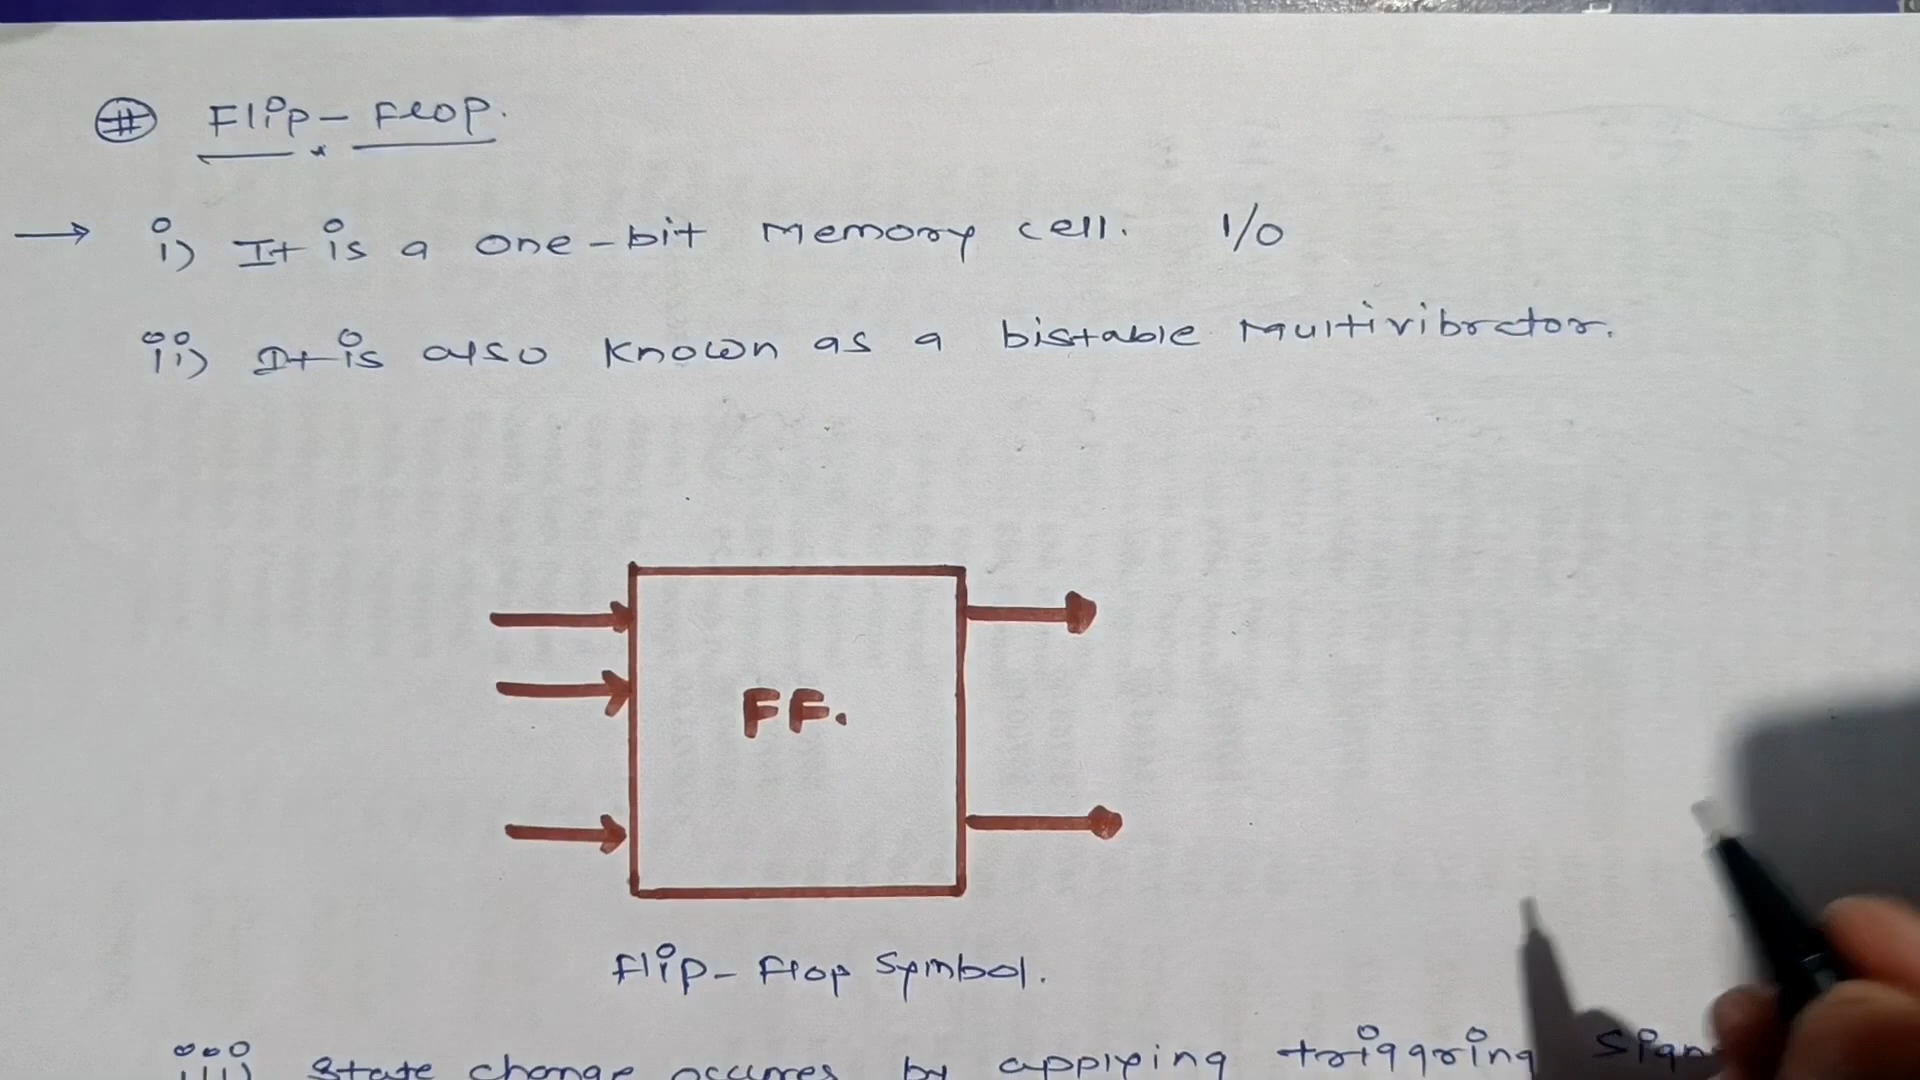 # Flip-Flop.
→ i) It is a one-bit Memory cell. 1/0
ii) It is also known as a bistable Multivibrator.
FF.
Flip-Flop Symbol.
iii) State change occures by applying triggring